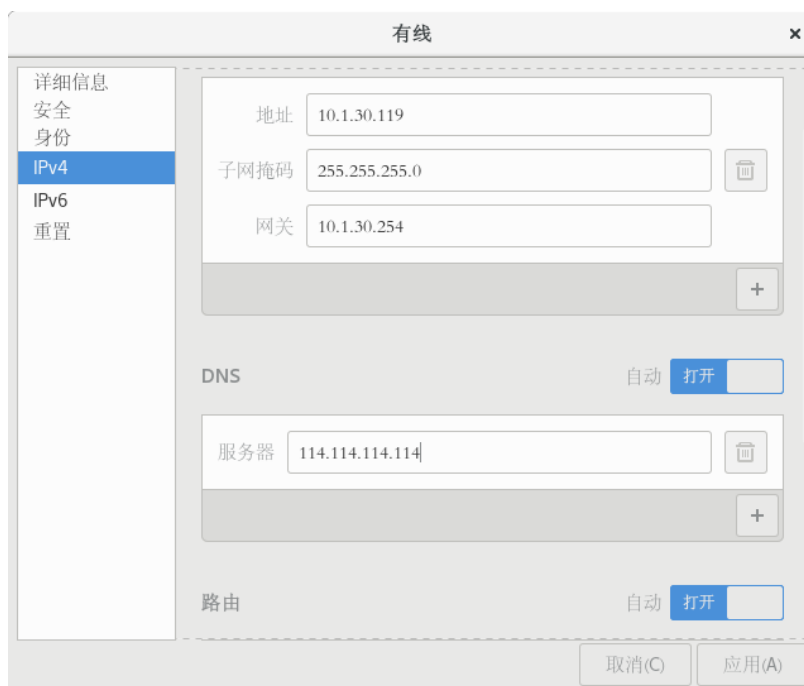 有线
×
详细信息
安全
身份
IPv4
IPv6
重置
地址 10.1.30.119
子网掩码 255.255.255.0
网关 10.1.30.254
+
DNS 自动 打开
服务器 114.114.114.114
+
路由 自动 打开
取消(C) 应用(A)